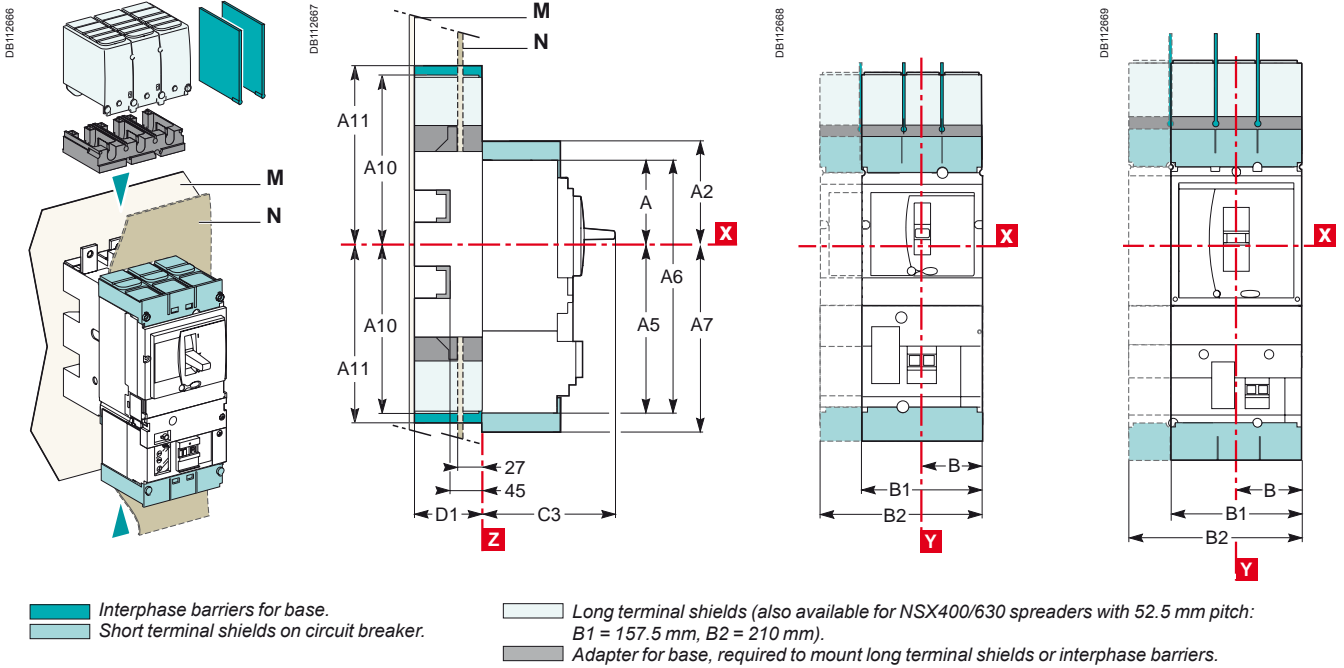 DB112666
DB112667
DB112668
DB112669
M
N
M
N
A11
A10
A10
A11
A2
A
A6
A5
A7
X
27
45
D1
C3
Z
X
B
B1
B2
Y
X
B
B1
B2
Y
Interphase barriers for base.
Short terminal shields on circuit breaker.
Long terminal shields (also available for NSX400/630 spreaders with 52.5 mm pitch:
B1 = 157.5 mm, B2 = 210 mm).
Adapter for base, required to mount long terminal shields or interphase barriers.